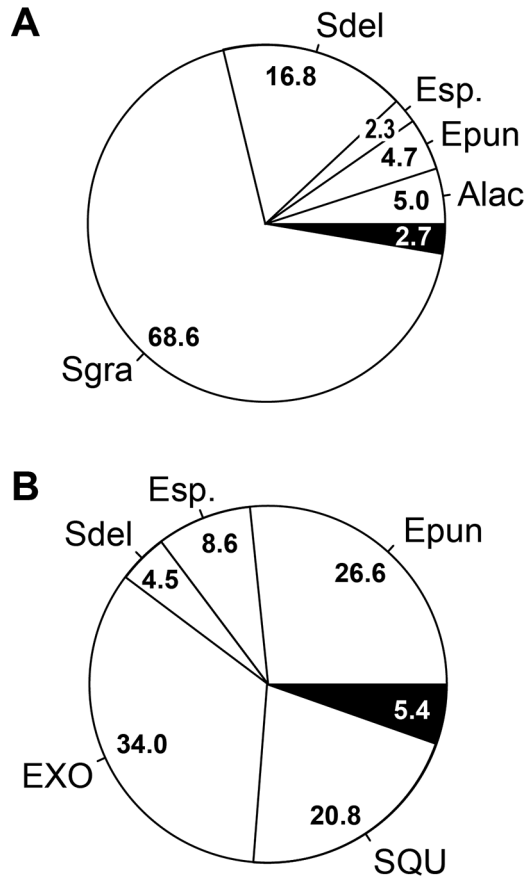 A
Sdel
16.8
Esp.
2.3
Epun
4.7
Alac
5.0
2.7
68.6
Sgra
B
Esp.
Sdel
8.6
Epun
4.5
26.6
5.4
34.0
EXO
20.8
SQU